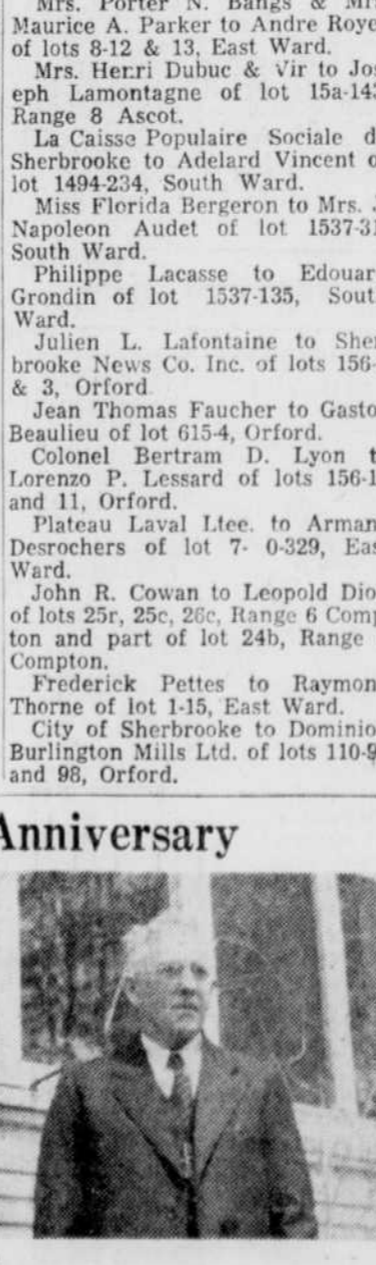 Mrs. Porter N. Bangs & Mrs.
Maurice A. Parker to Andre Roye
of lots 8-12 & 13, East Ward.
Mrs. Henri Dubuc & Vir to Jos
eph Lamontagne of lot 15a-143
Range 8 Ascot.
La Caisse Populaire Sociale d
Sherbrooke to Adelard Vincent o
lot 1494-234, South Ward.
Miss Florida Bergeron to Mrs. J
Napoleon Audet of lot 1537-31
South Ward.
Philippe Lacasse to Edouar
Grondin of lot 1537-135, Sout
Ward.
Julien L. Lafontaine to Sher
brooke News Co. Inc. of lots 156-
& 3, Orford
Jean Thomas Faucher to Gasto
Beaulieu of lot 615-4, Orford.
Colonel Bertram D. Lyon t
Lorenzo P. Lessard of lots 156-1
and 11, Orford.
Plateau Laval Ltee. to Arman
Desrochers of lot 7- 0-329, Eas
Ward.
John R. Cowan to Leopold Dio
of lots 25r, 25c, 26c, Range 6 Comp
ton and part of lot 24b, Range
Compton.
Frederick Pettes to Raymon
Thorne of lot 1-15, East Ward.
City of Sherbrooke to Dominio
Burlington Mills Ltd. of lots 110-9
and 98, Orford.
Anniversary